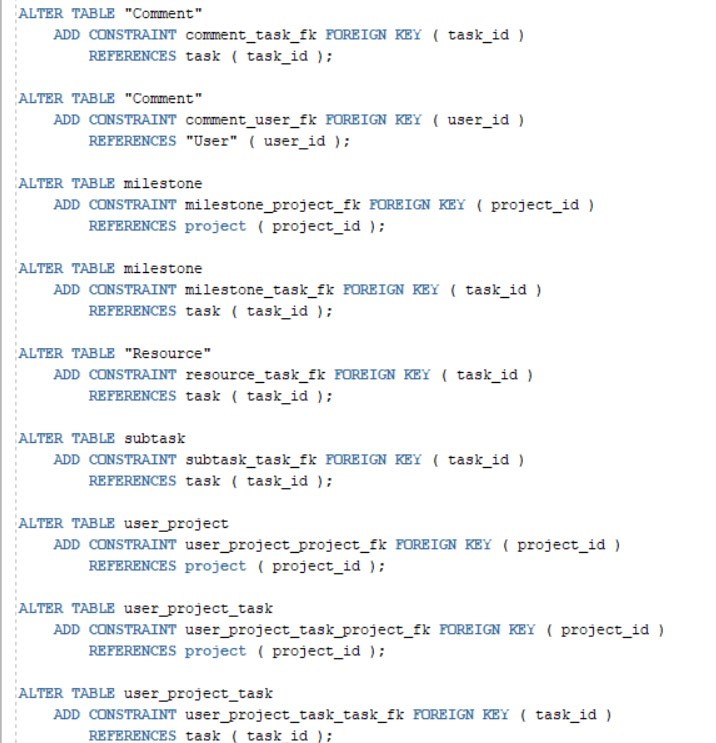 ALTER TABLE "Comment"
    ADD CONSTRAINT comment_task_fk FOREIGN KEY ( task_id )
        REFERENCES task ( task_id );

ALTER TABLE "Comment"
    ADD CONSTRAINT comment_user_fk FOREIGN KEY ( user_id )
        REFERENCES "User" ( user_id );

ALTER TABLE milestone
    ADD CONSTRAINT milestone_project_fk FOREIGN KEY ( project_id )
        REFERENCES project ( project_id );

ALTER TABLE milestone
    ADD CONSTRAINT milestone_task_fk FOREIGN KEY ( task_id )
        REFERENCES task ( task_id );

ALTER TABLE "Resource"
    ADD CONSTRAINT resource_task_fk FOREIGN KEY ( task_id )
        REFERENCES task ( task_id );

ALTER TABLE subtask
    ADD CONSTRAINT subtask_task_fk FOREIGN KEY ( task_id )
        REFERENCES task ( task_id );

ALTER TABLE user_project
    ADD CONSTRAINT user_project_project_fk FOREIGN KEY ( project_id )
        REFERENCES project ( project_id );

ALTER TABLE user_project_task
    ADD CONSTRAINT user_project_task_project_fk FOREIGN KEY ( project_id )
        REFERENCES project ( project_id );

ALTER TABLE user_project_task
    ADD CONSTRAINT user_project_task_task_fk FOREIGN KEY ( task_id )
        REFERENCES task ( task_id );